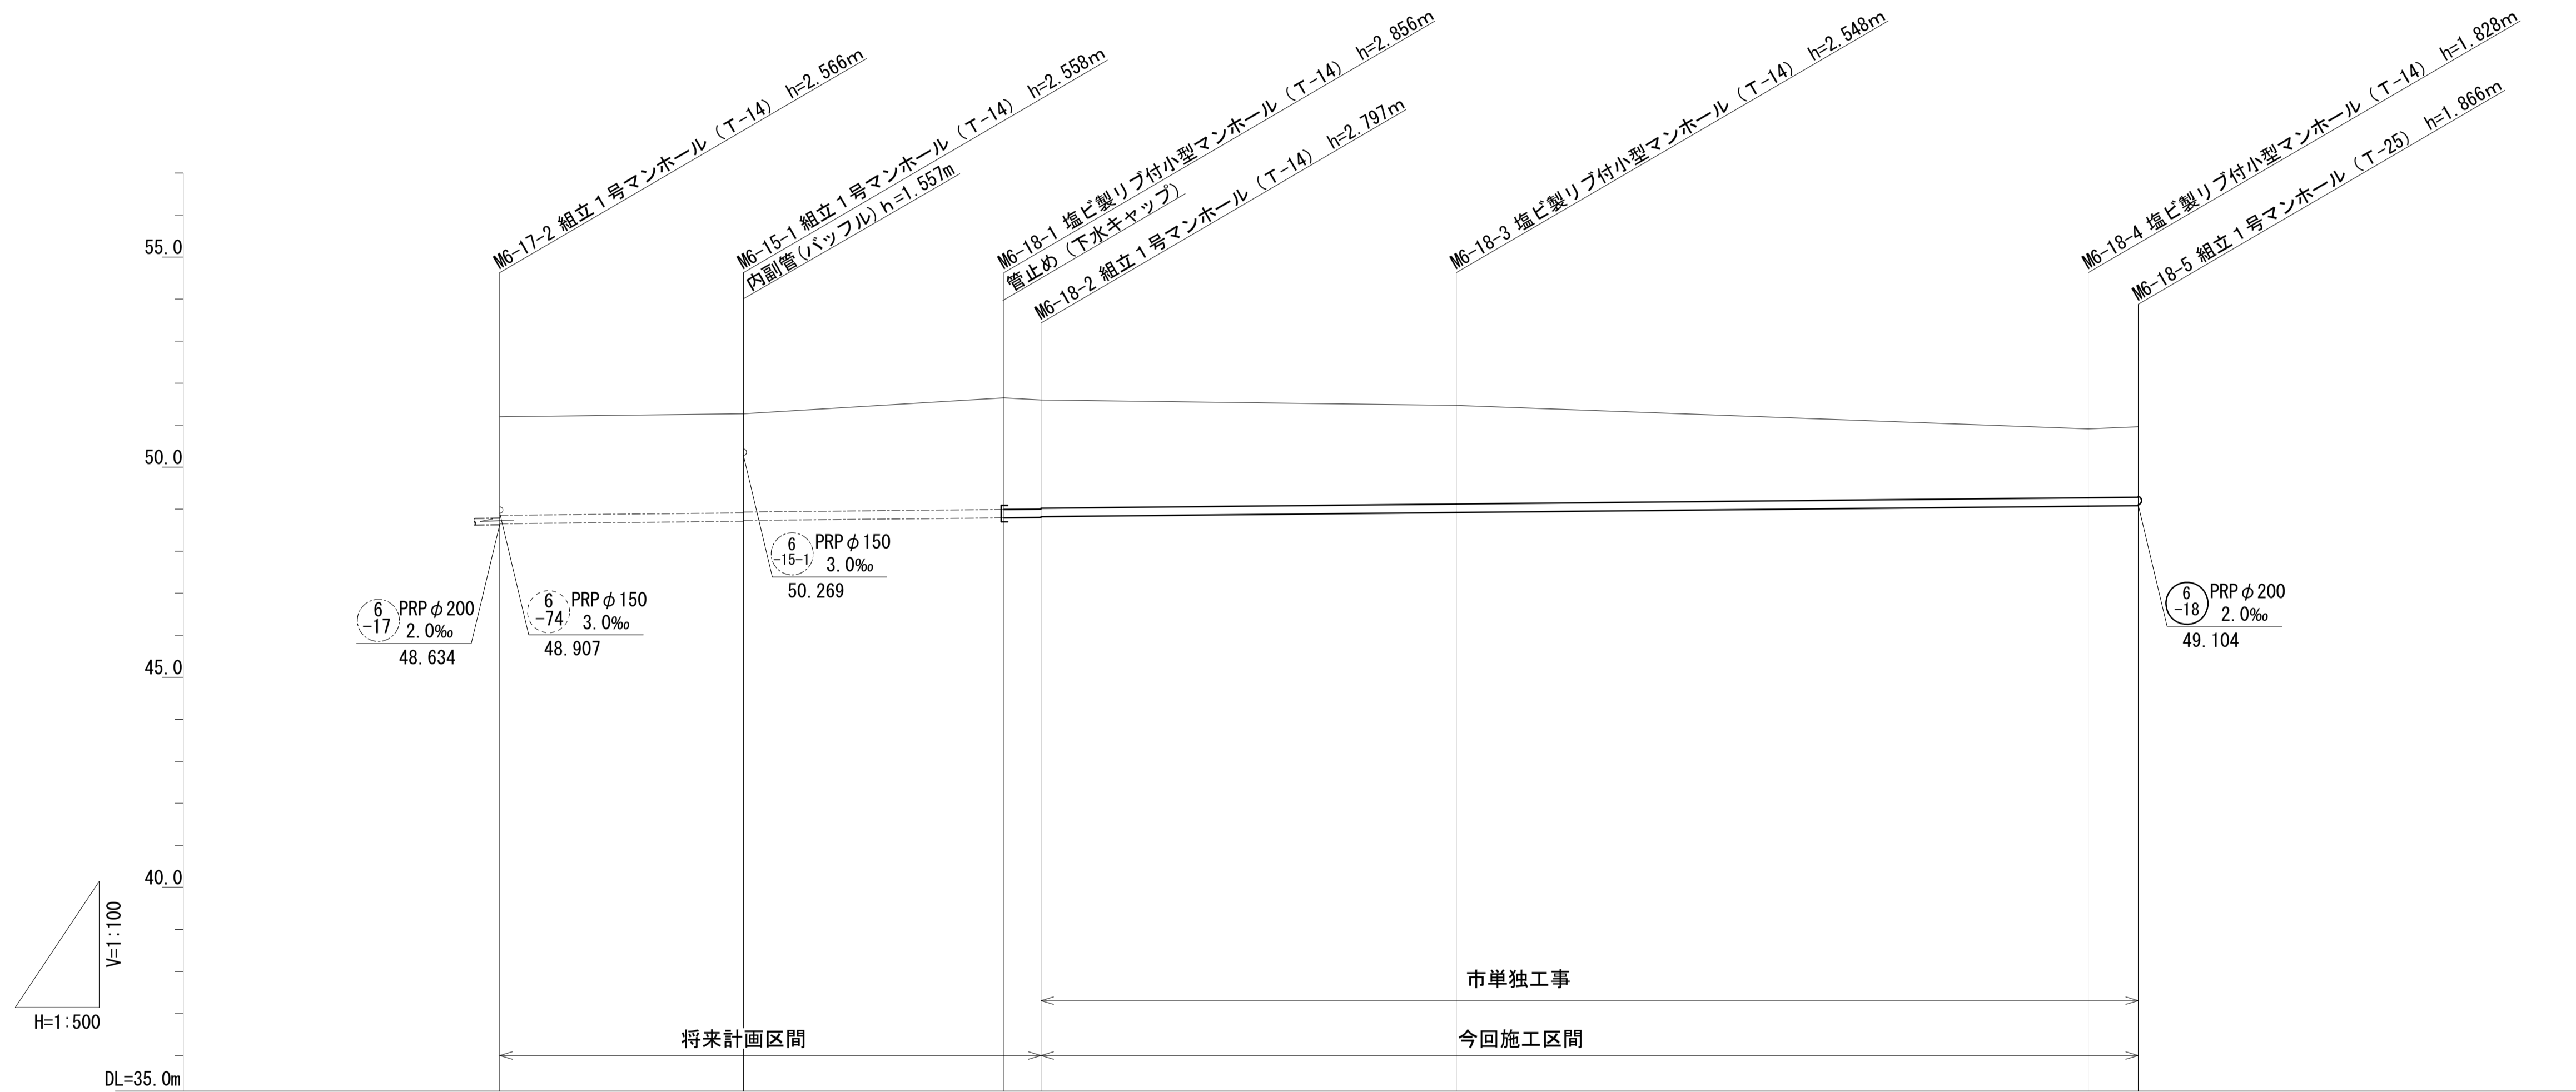 M6-17-2 組立1号マンホール（T-14） h=2.566m
M6-15-1 組立1号マンホール（T-14） h=2.558m
内副管(バッフル)h=1.557m
M6-18-1 塩ビ製リブ付小型マンホール（T-14） h=2.856m
管止め（下水キャップ）
M6-18-2 組立1号マンホール（T-14） h=2.797m
M6-18-3 塩ビ製リブ付小型マンホール（T-14） h=2.548m
M6-18-4 塩ビ製リブ付小型マンホール（T-14） h=1.828m
M6-18-5 組立1号マンホール（T-25） h=1.866m
55.0
50.0
45.0
40.0
DL=35.0m
V=1:100
H=1:500
6
-17
PRPφ200
2.0‰
48.634
6
-74
PRPφ150
3.0‰
48.907
6
-15-1
PRPφ150
3.0‰
50.269
6
-18
PRPφ200
2.0‰
49.104
市単独工事
将来計画区間
今回施工区間